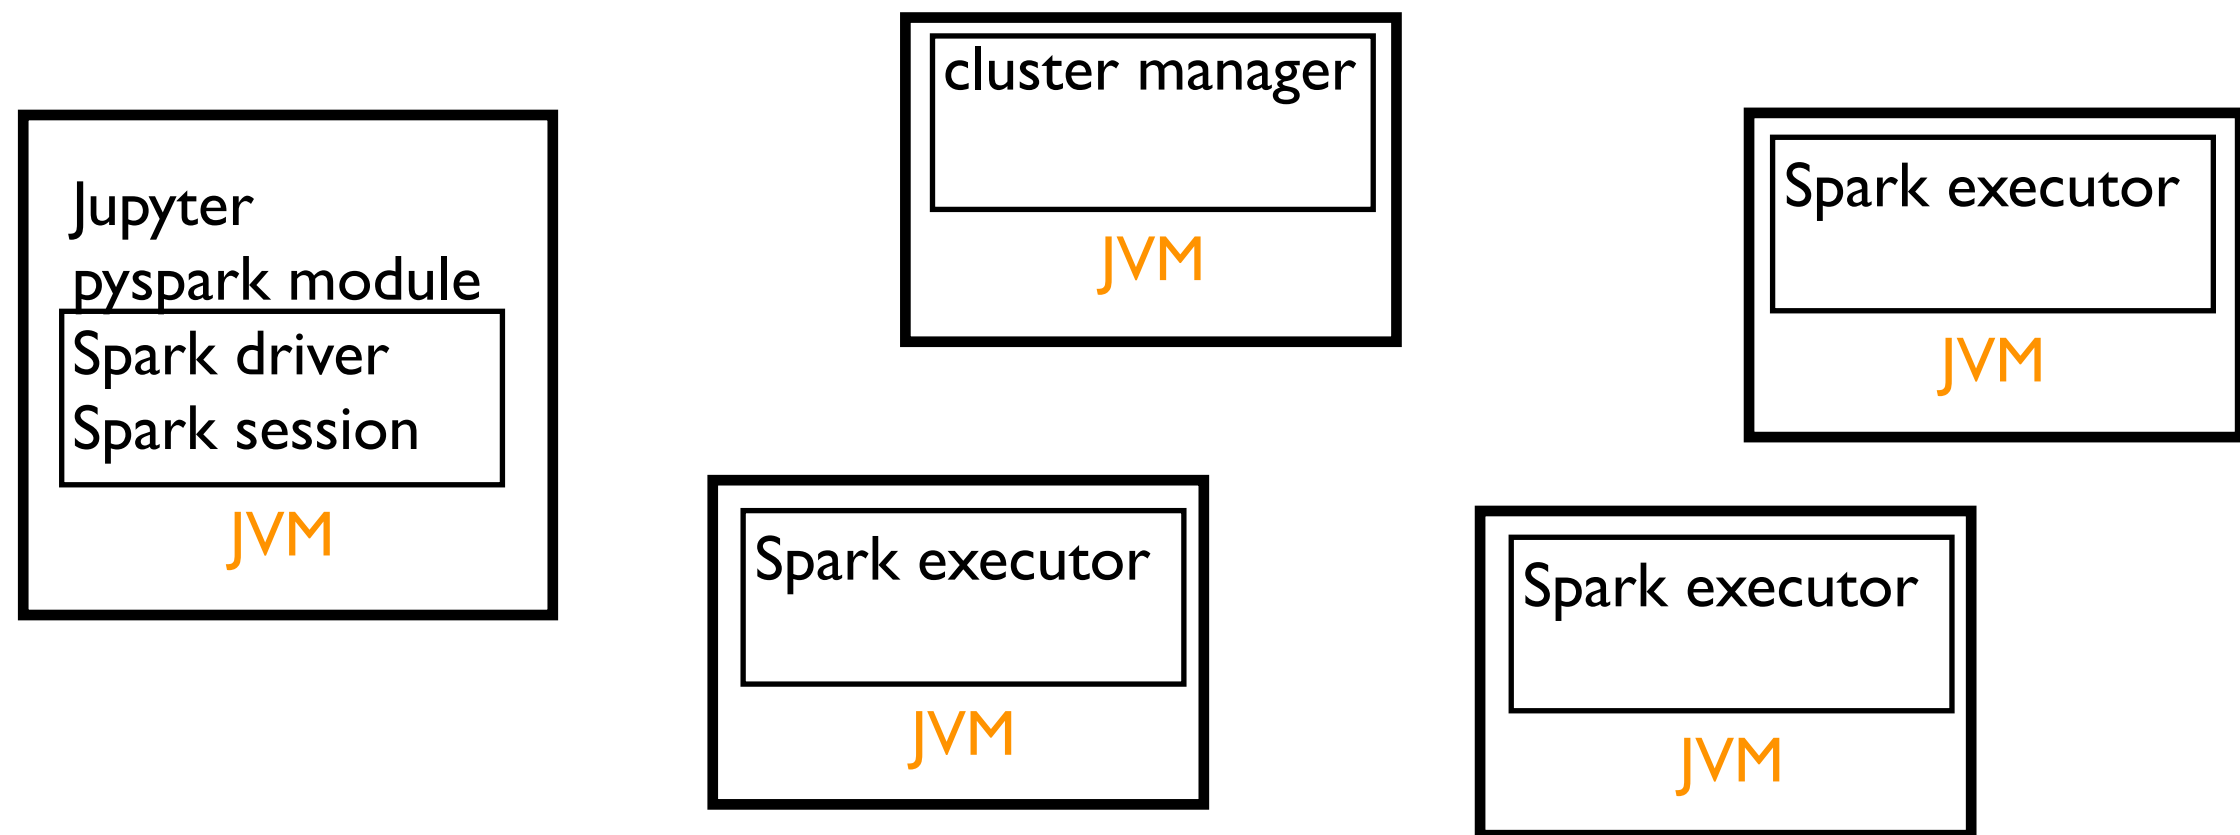 Jupyter
pyspark module
Spark driver
Spark session
JVM
cluster manager
JVM
Spark executor
JVM
Spark executor
JVM
Spark executor
JVM